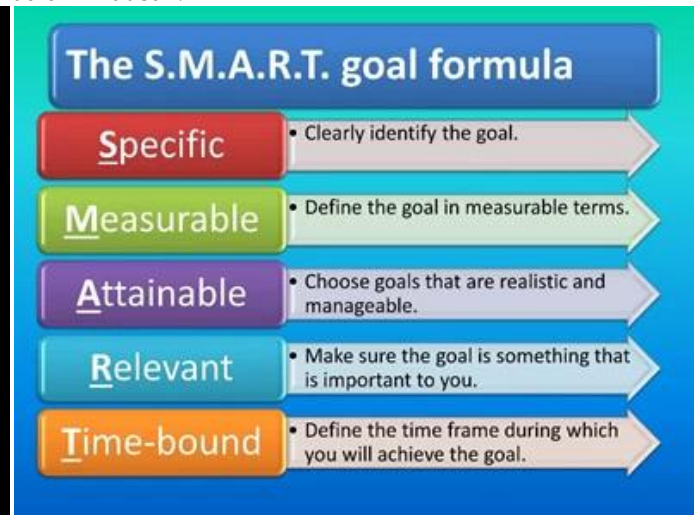 The S.M.A.R.T. goal formula
Specific
• Clearly identify the goal.
Measurable
• Define the goal in measurable terms.
Attainable
• Choose goals that are realistic and
manageable.
Relevant
• Make sure the goal is something that
is important to you.
Time-bound
• Define the time frame during which
you will achieve the goal.